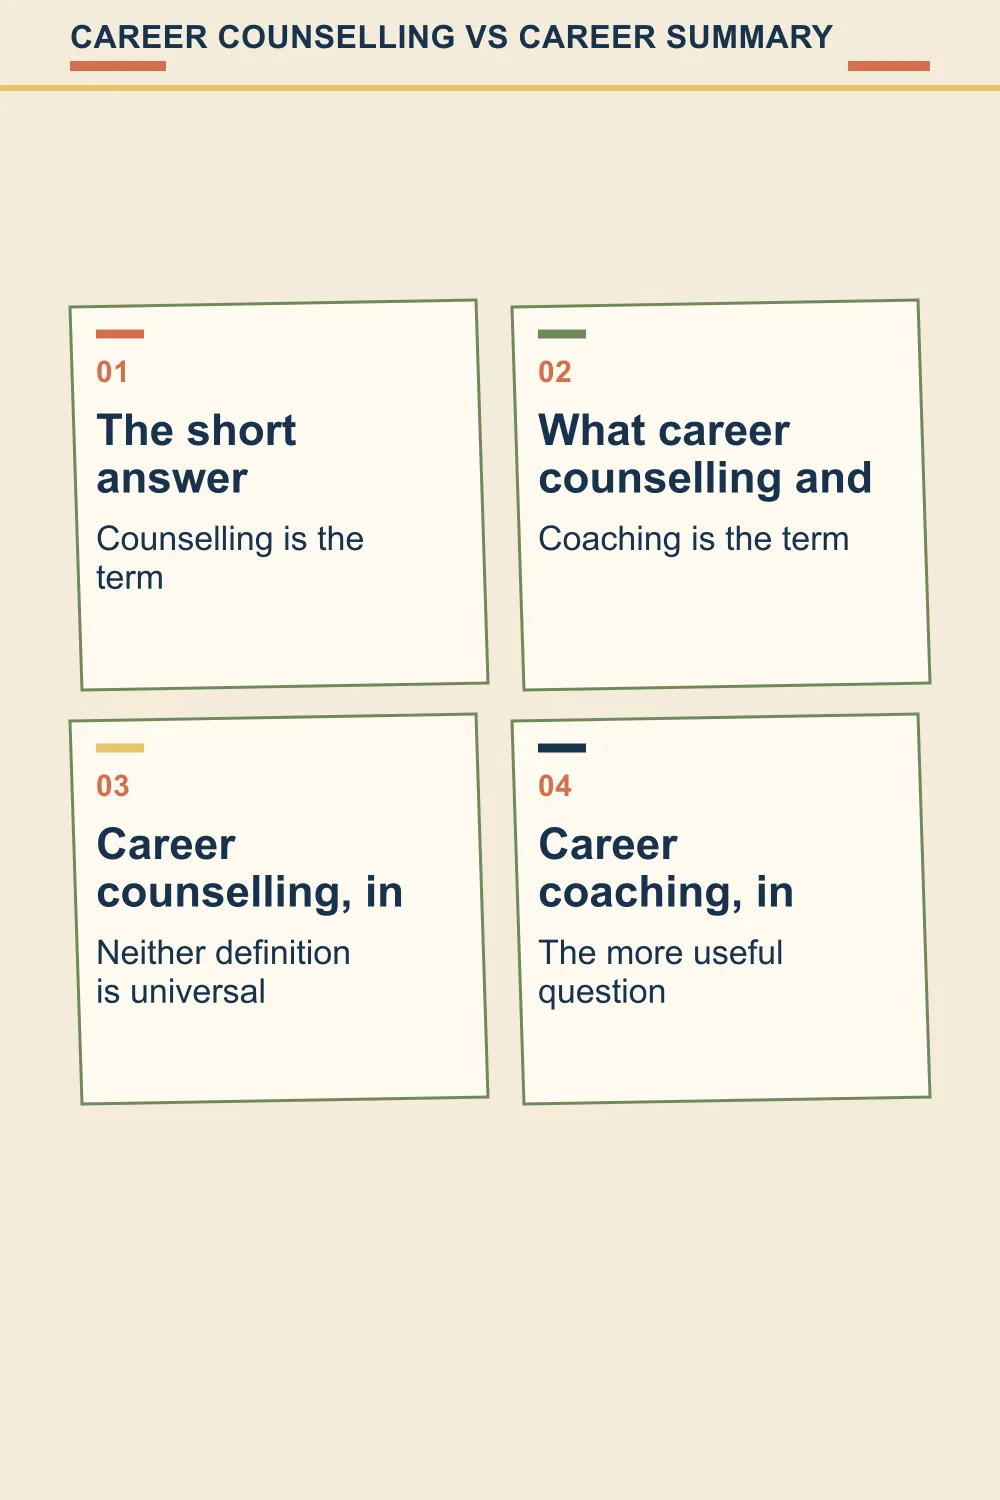 CAREER COUNSELLING VS CAREER SUMMARY
01
The short
answer
Counselling is the
term
02
What career
counselling and
Coaching is the term
03
Career
counselling, in
Neither definition
is universal
04
Career
coaching, in
The more useful
question